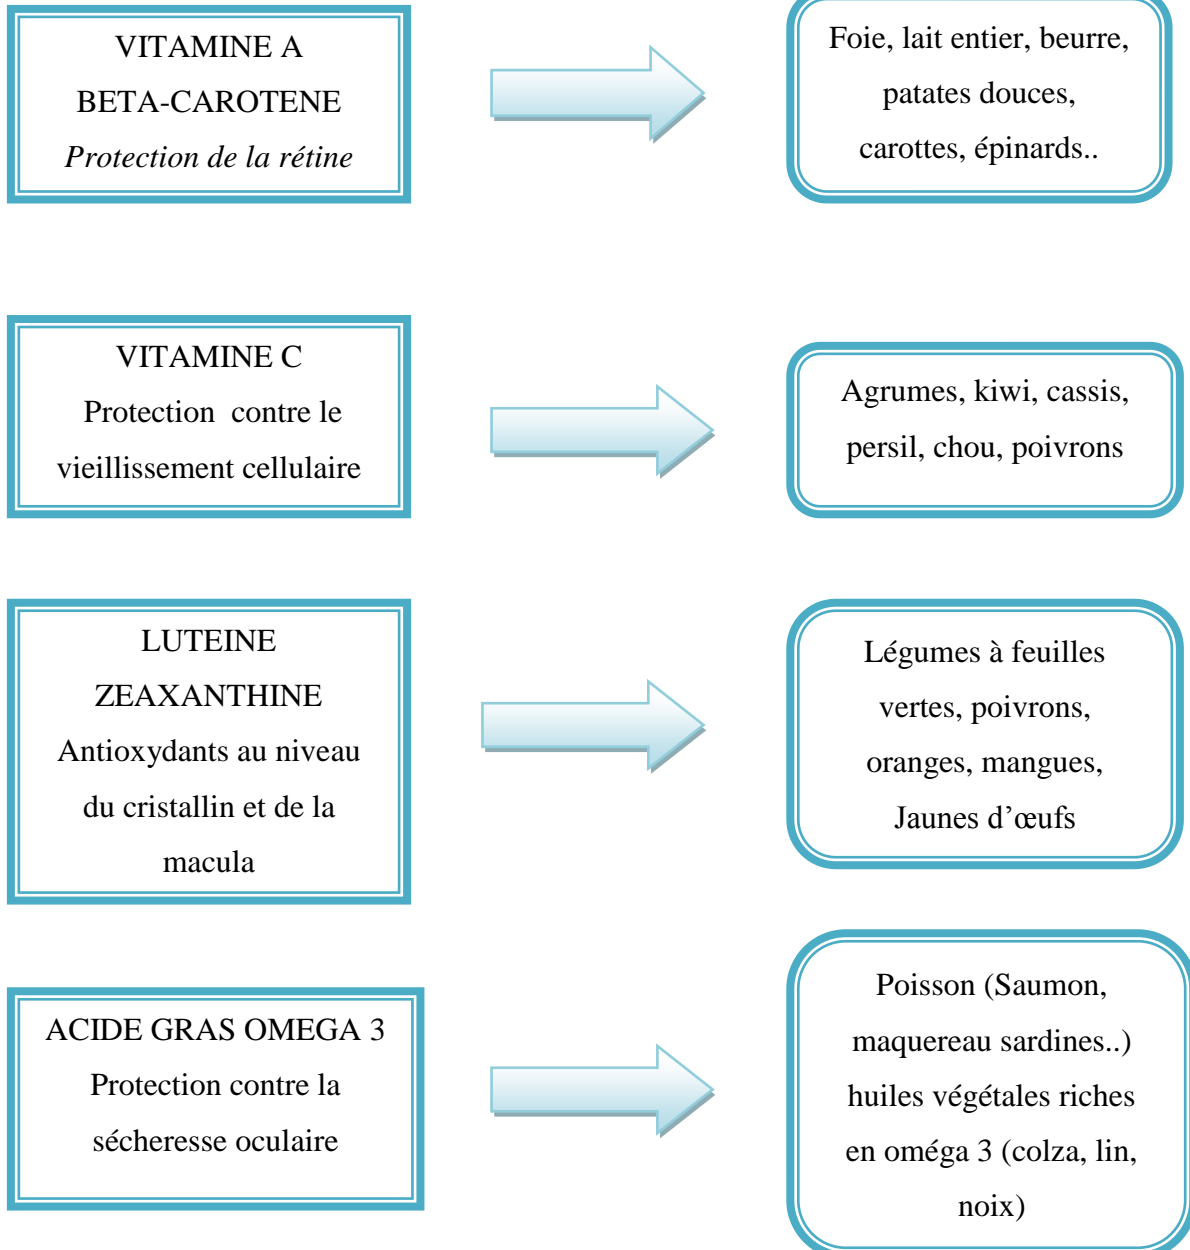 VITAMINE A
BETA-CAROTENE
Protection de la rétine
Foie, lait entier, beurre,
patates douces,
carottes, épinards..
VITAMINE C
Protection  contre le
vieillissement cellulaire
Agrumes, kiwi, cassis,
persil, chou, poivrons
LUTEINE
ZEAXANTHINE
Antioxydants au niveau
du cristallin et de la
macula
Légumes à feuilles
vertes, poivrons,
oranges, mangues,
Jaunes d’œufs
ACIDE GRAS OMEGA 3
Protection contre la
sécheresse oculaire
Poisson (Saumon,
maquereau sardines..)
huiles végétales riches
en oméga 3 (colza, lin,
noix)